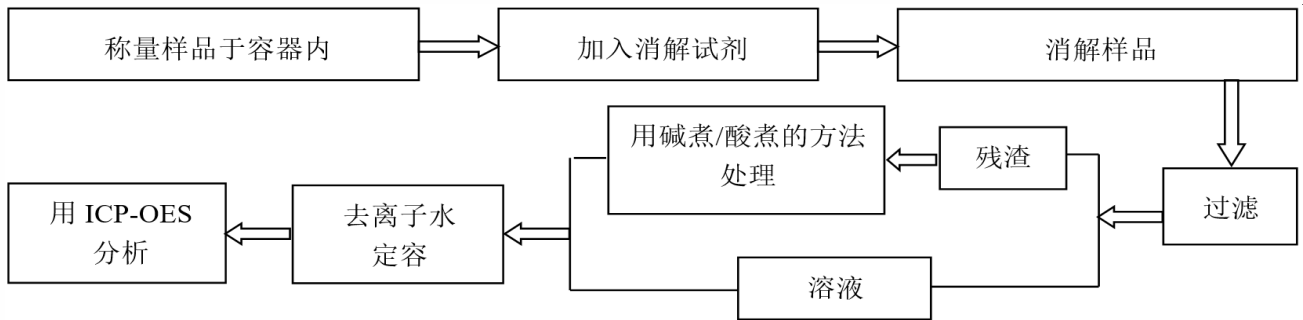 称量样品于容器内
加入消解试剂
消解样品
过滤
残渣
用碱煮/酸煮的方法
处理
溶液
去离子水
定容
用 ICP-OES
分析